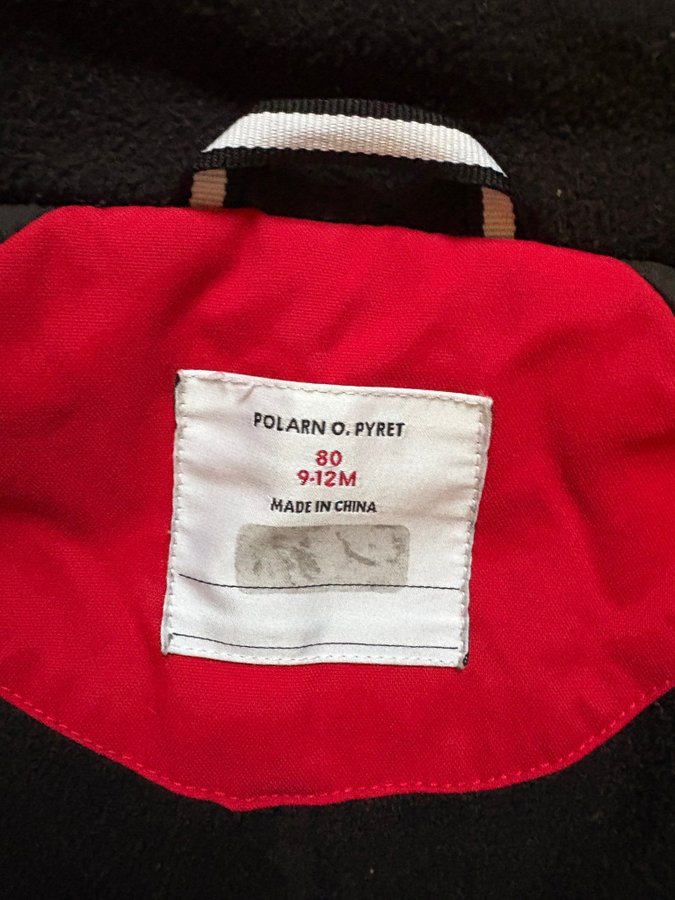 POLARN O. PYRET
80
9-12M
MADE IN CHINA